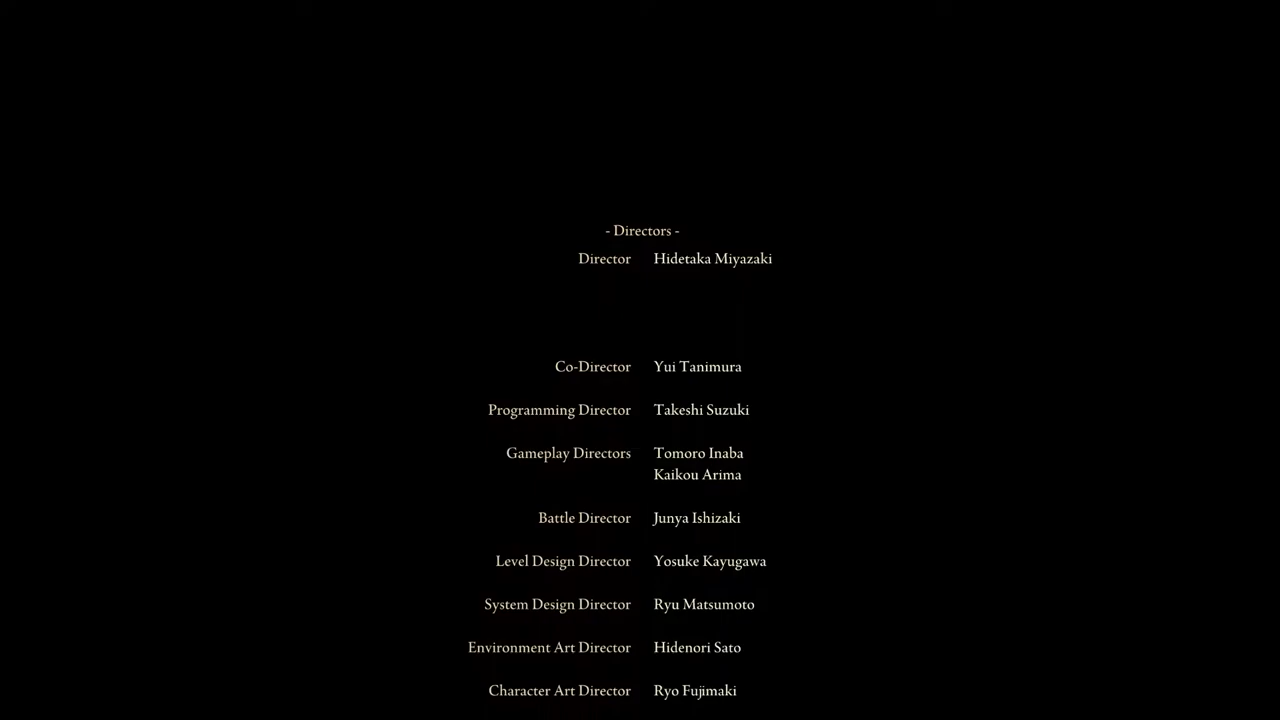 - Directors -
Director Hidetaka Miyazaki
Co-Director Yui Tanimura
Programming Director Takeshi Suzuki
Gameplay Directors Tomoro Inaba
Kaikou Arima
Battle Director Junya Ishizaki
Level Design Director Yosuke Kayugawa
System Design Director Ryu Matsumoto
Environment Art Director Hidenori Sato
Character Art Director Ryo Fujimaki